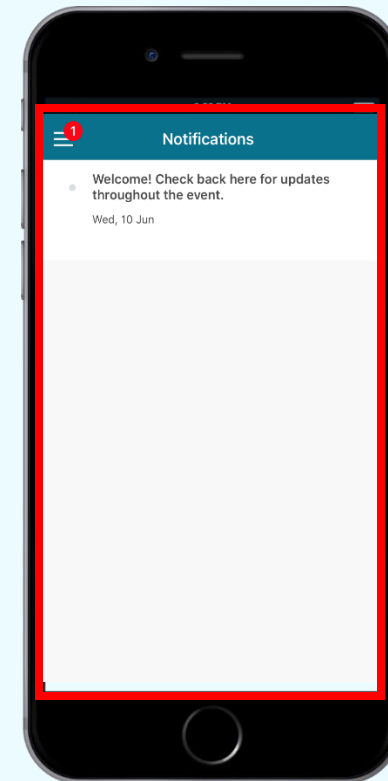 1
Notifications
Welcome! Check back here for updates
throughout the event.
Wed, 10 Jun